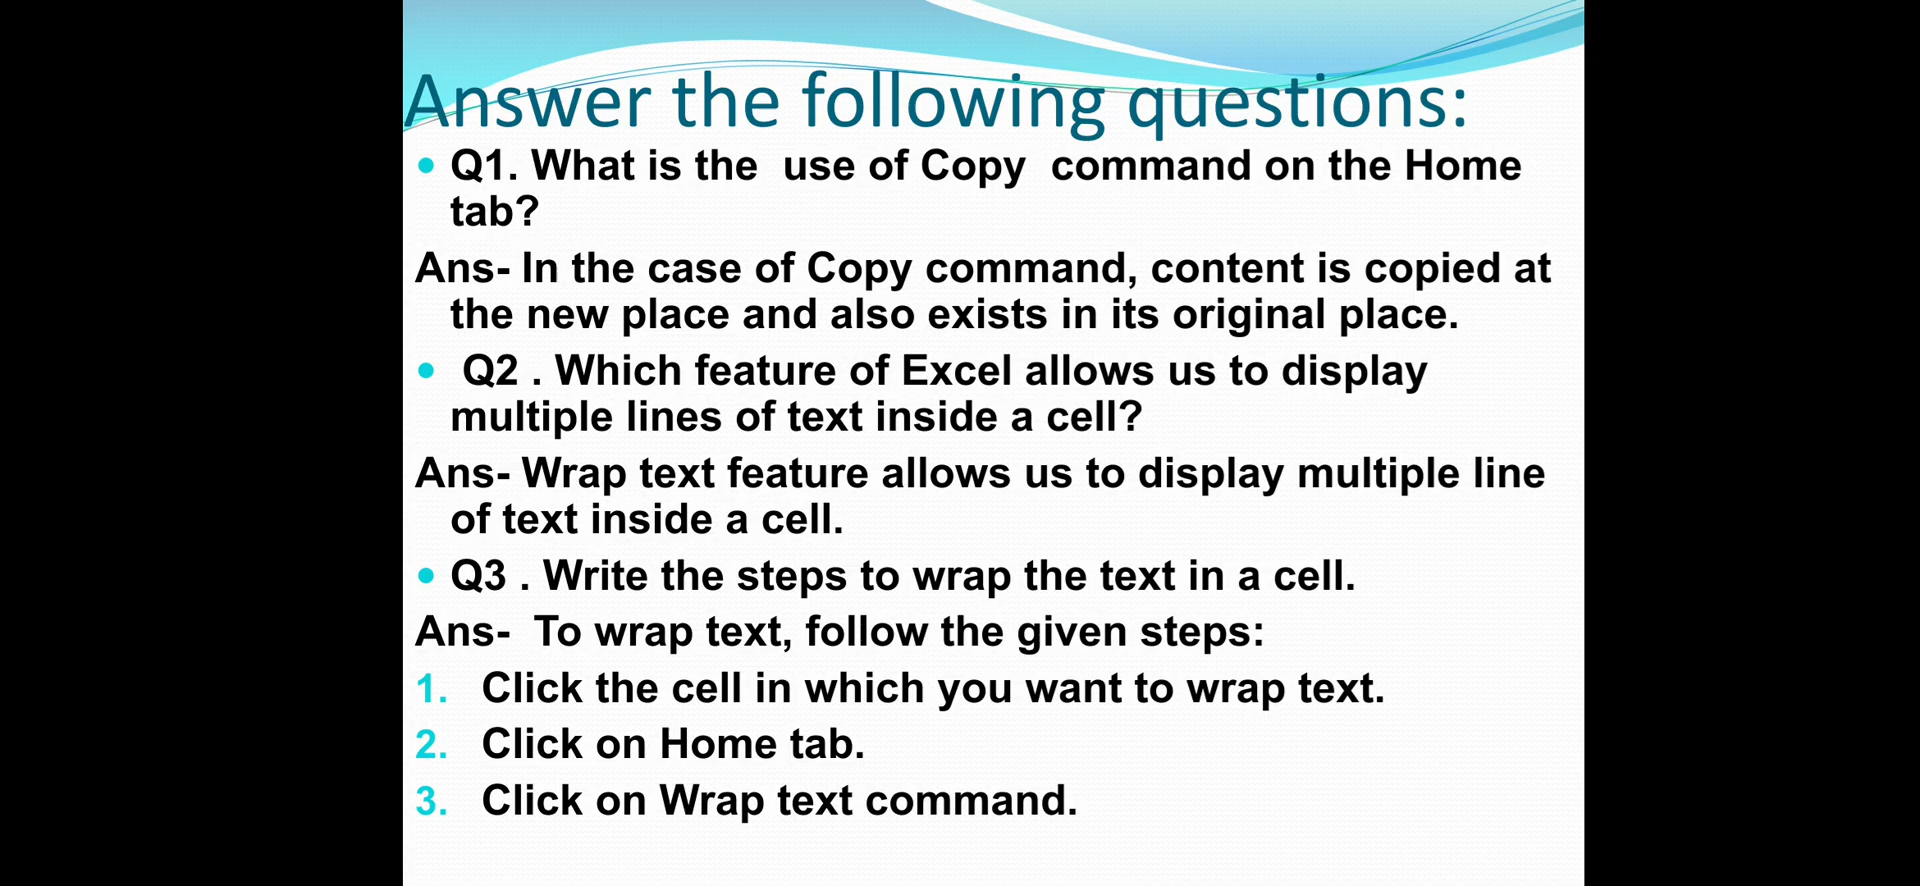 Answer the following questions:
• Q1. What is the  use of Copy  command on the Home
tab?
Ans- In the case of Copy command, content is copied at
the new place and also exists in its original place.
•  Q2 . Which feature of Excel allows us to display
multiple lines of text inside a cell?
Ans- Wrap text feature allows us to display multiple line
of text inside a cell.
• Q3 . Write the steps to wrap the text in a cell.
Ans-  To wrap text, follow the given steps:
1. Click the cell in which you want to wrap text.
2. Click on Home tab.
3. Click on Wrap text command.